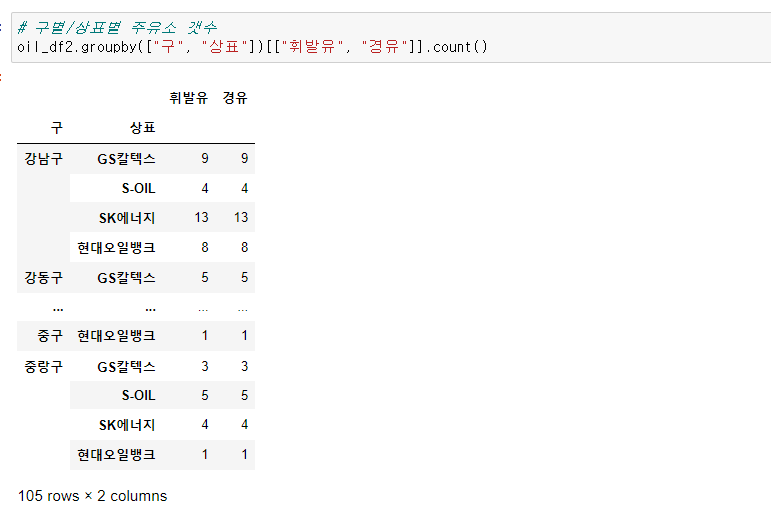 # 구별/상표별 주유소 갯수
oil_df2.groupby(["구", "상표"])[["휘발유", "경유"]].count()
휘발유 경유
구 상표
강남구 GS칼텍스 9 9
S-OIL 4 4
SK에너지 13 13
현대오일뱅크 8 8
강동구 GS칼텍스 5 5
... ... ... ...
중구 현대오일뱅크 1 1
중랑구 GS칼텍스 3 3
S-OIL 5 5
SK에너지 4 4
현대오일뱅크 1 1
105 rows × 2 columns